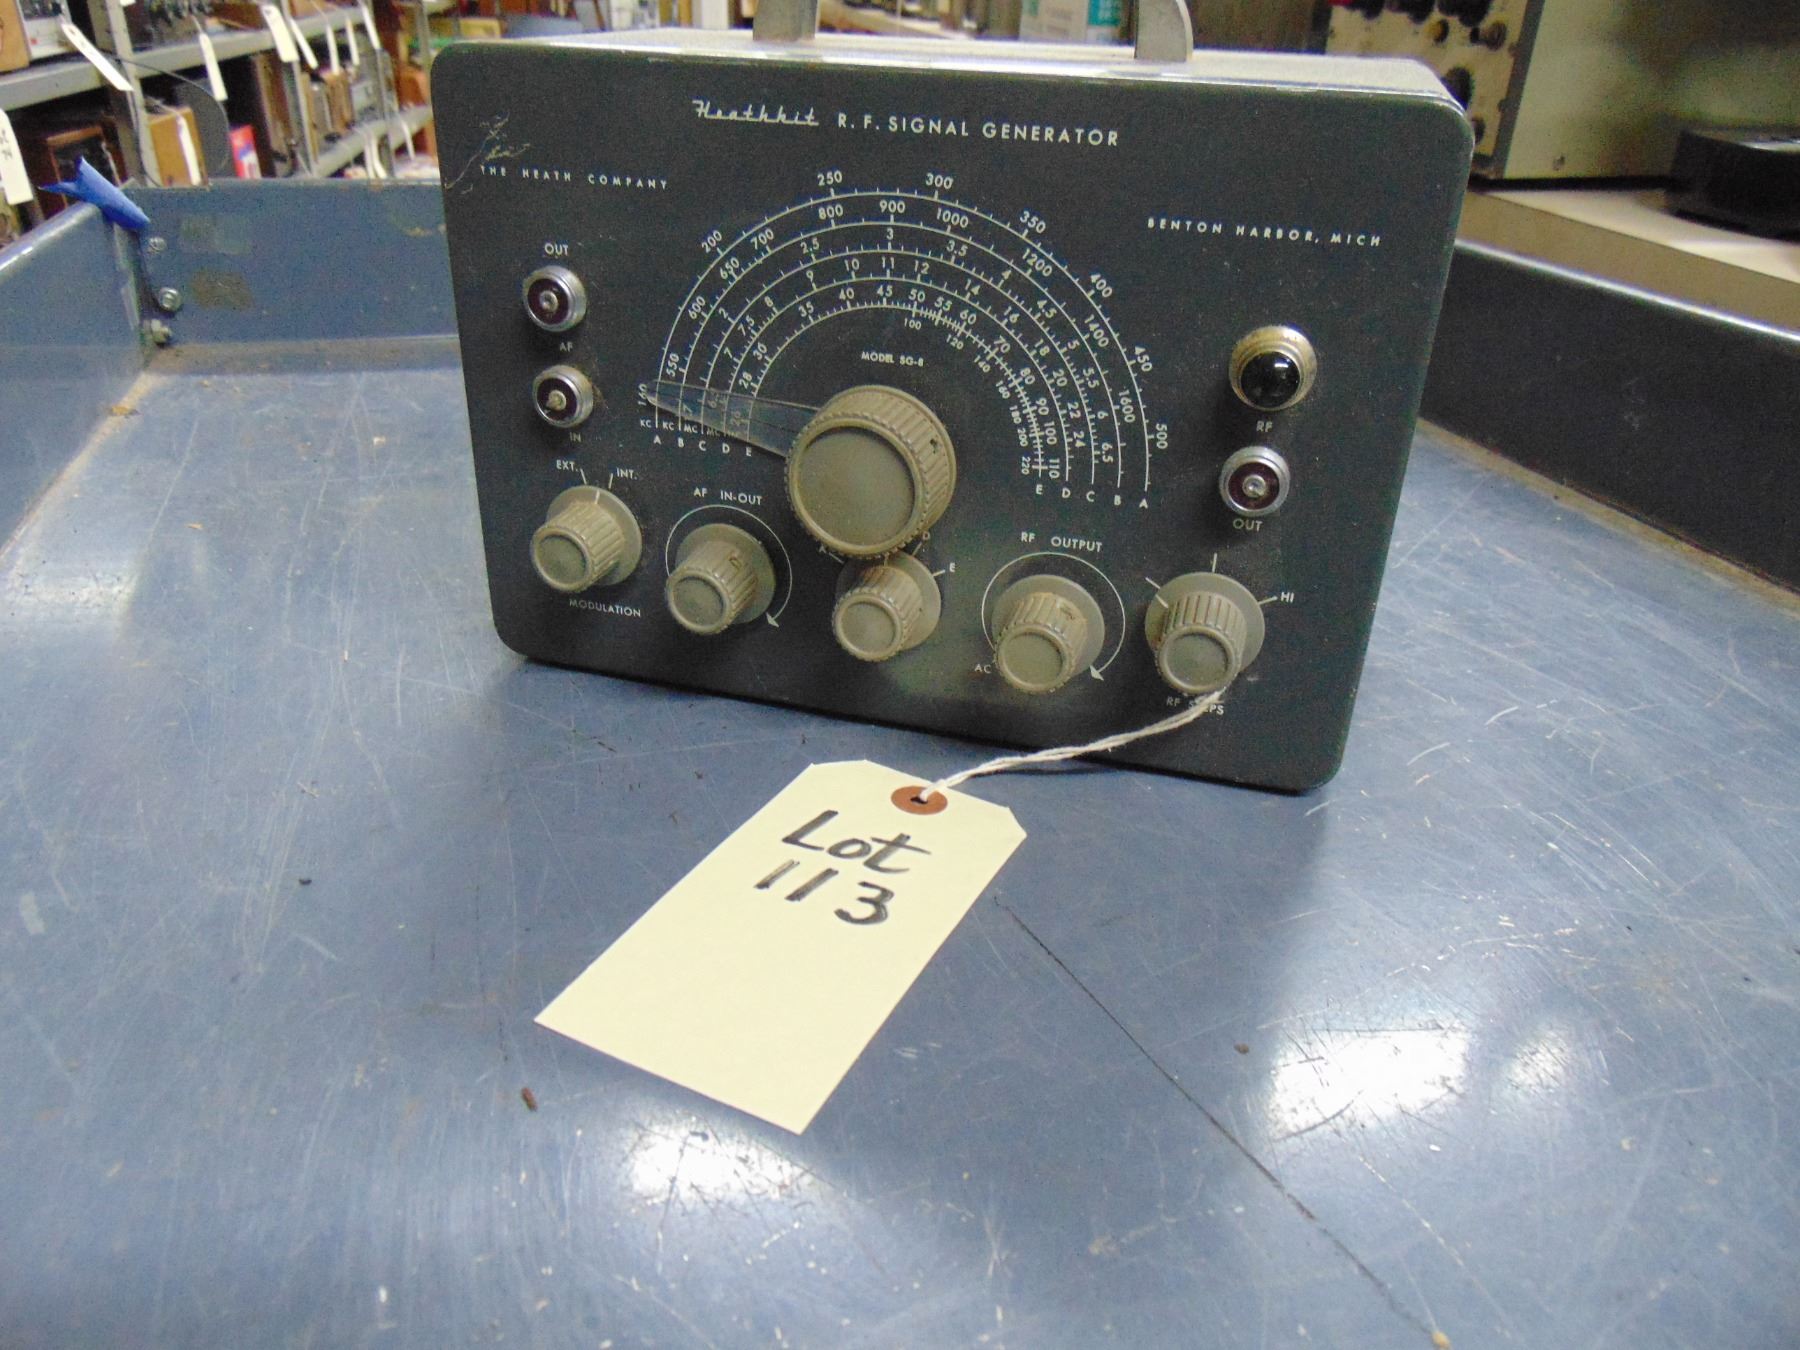 Heathkit R.F. SIGNAL GENERATOR
THE HEATH COMPANY
BENTON HARBOR, MICH
200 250 300 350 400 450 500
550 600 650 700 800 900 1000 1200 1400 1600
2 2.5 3 3.5 4 4.5 5 5.5 6 6.5
7 7.5 8 9 10 11 12 14 16 18 20 22 24
28 30 35 40 45 50 55 60 70 80 90 100 110
100 120 140 160 180 200 220
MODEL SG-8
160
KC KC MC MC
A B C D E
E D C B A
OUT
AF
IN
RF
OUT
EXT. INT.
MODULATION
AF IN-OUT
A D E
RF OUTPUT
AC
HI
RF STEPS
Lot
113